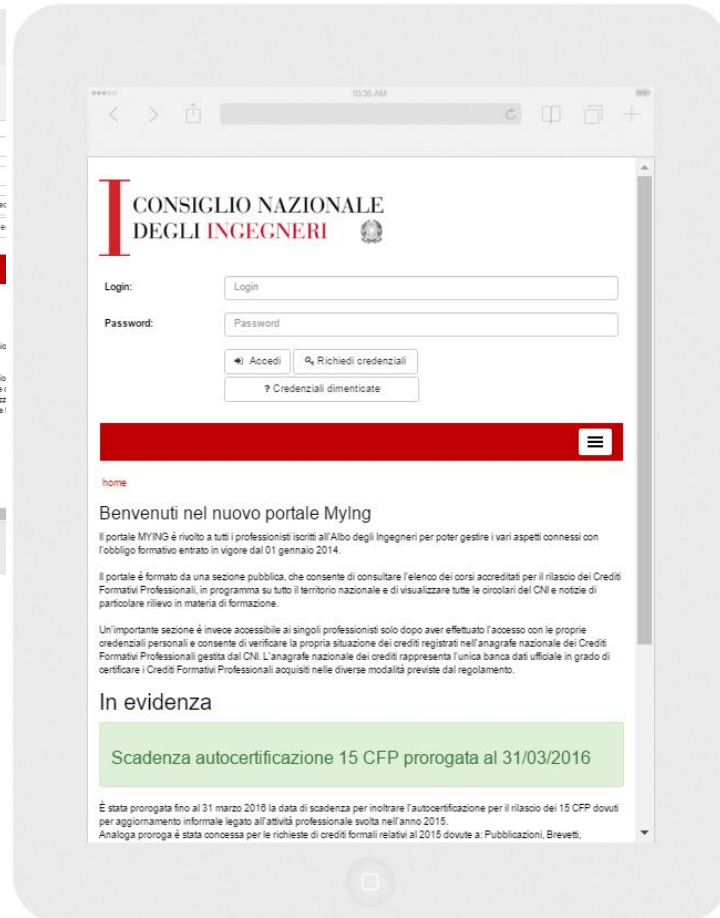 10:35 AM
CONSIGLIO NAZIONALE
DEGLI INGEGNERI
Login:
Login
Password:
Password
Accedi
Richiedi credenziali
? Credenziali dimenticate
home
Benvenuti nel nuovo portale MyIng
Il portale MYING é rivolto a tutti i professionisti iscritti all'Albo degli Ingegneri per poter gestire i vari aspetti connessi con
l'obbligo formativo entrato in vigore dal 01 gennaio 2014.
Il portale é formato da una sezione pubblica, che consente di consultare l'elenco dei corsi accreditati per il rilascio dei Crediti
Formativi Professionali, in programma su tutto il territorio nazionale e di visualizzare tutte le circolari del CNI e notizie di
particolare rilievo in materia di formazione.
Un'importante sezione é invece accessibile ai singoli professionisti solo dopo aver effettuato l'accesso con le proprie
credenziali personali e consente di verificare la propria situazione dei crediti registrati nell'anagrafe nazionale dei Crediti
Formativi Professionali gestita dal CNI. L'anagrafe nazionale dei crediti rappresenta l'unica banca dati ufficiale in grado di
certificare i Crediti Formativi Professionali acquisiti nelle diverse modalità previste dal regolamento.
In evidenza
Scadenza autocertificazione 15 CFP prorogata al 31/03/2016
È stata prorogata fino al 31 marzo 2016 la data di scadenza per inoltrare l'autocertificazione per il rilascio dei 15 CFP dovuti
per aggiornamento informale legato all'attività professionale svolta nell'anno 2015.
Analoga proroga é stata concessa per le richieste di crediti formali relativi al 2015 dovute a: Pubblicazioni, Brevetti,